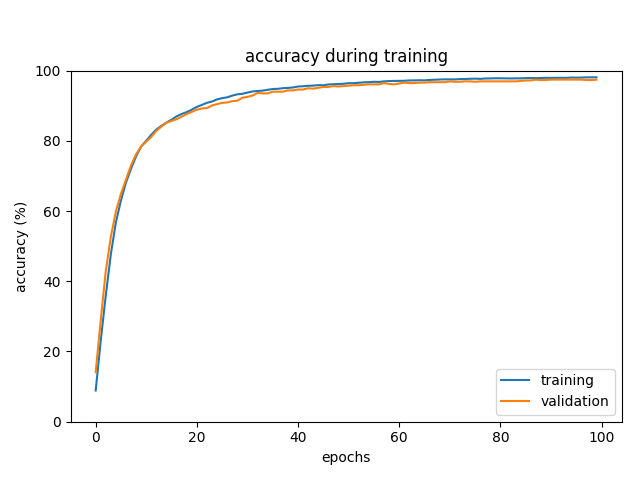 accuracy during training
100
80
60
40
20
0
accuracy (%)
training
validation
0 20 40 60 80 100
epochs